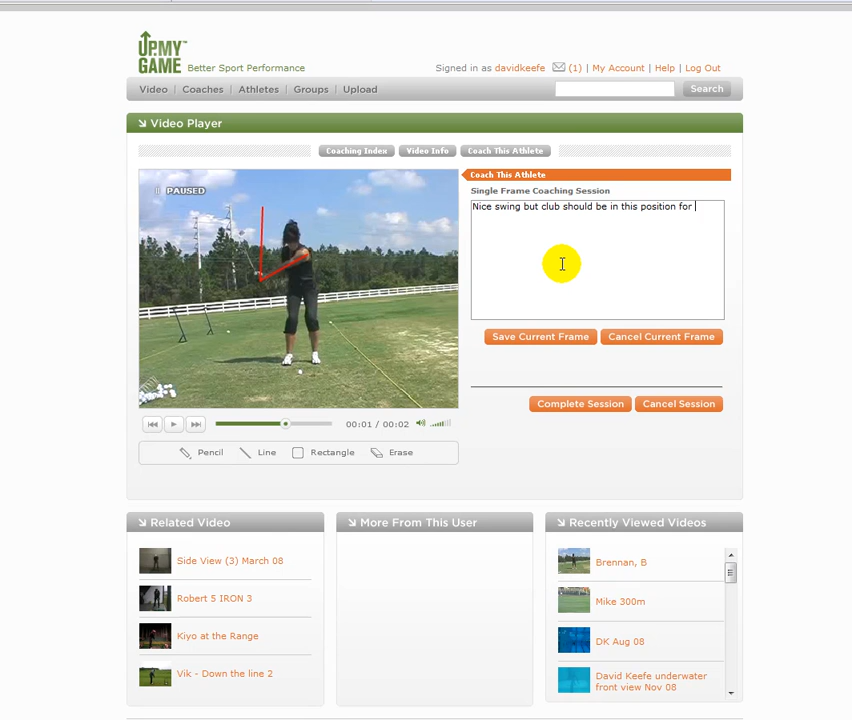 UP.MY™
GAME Better Sport Performance
Signed in as davidkeefe (1) | My Account | Help | Log Out
Video | Coaches | Athletes | Groups | Upload Search
Video Player
Coaching Index Video Info Coach This Athlete
PAUSED
Coach This Athlete
Single Frame Coaching Session
Nice swing but club should be in this position for
Save Current Frame Cancel Current Frame
Complete Session Cancel Session
00:01 / 00:02
Pencil Line Rectangle Erase
Related Video
Side View (3) March 08
Robert 5 IRON 3
Kiyo at the Range
Vik - Down the line 2
More From This User
Recently Viewed Videos
Brennan, B
Mike 300m
DK Aug 08
David Keefe underwater
front view Nov 08